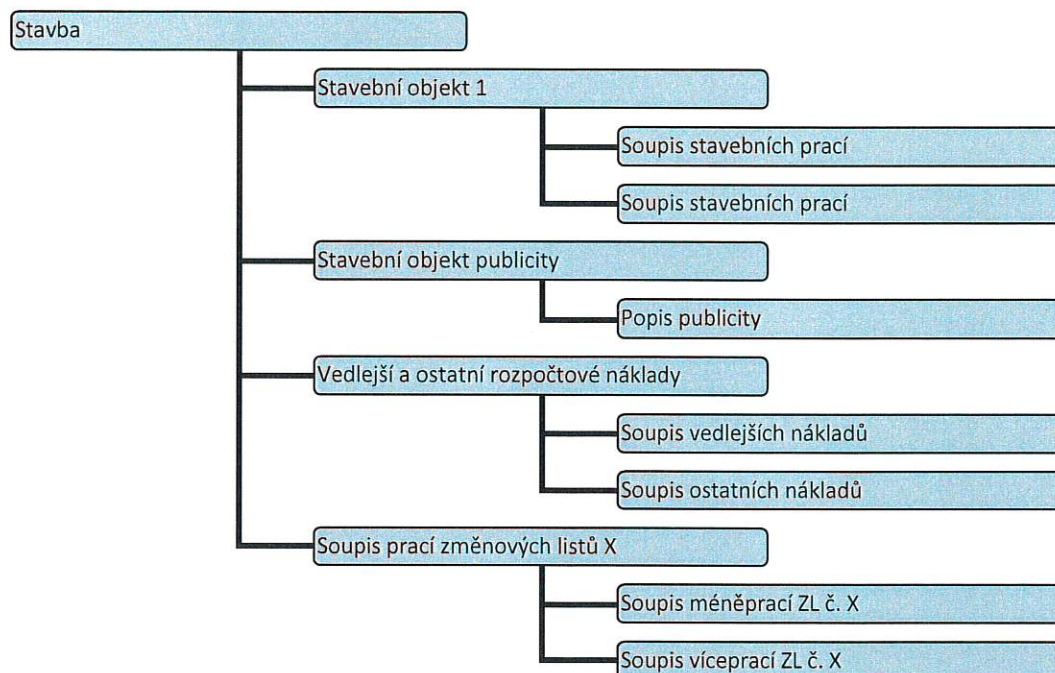 Stavba
Stavební objekt 1
Soupis stavebních prací
Soupis stavebních prací
Stavební objekt publicity
Popis publicity
Vedlejší a ostatní rozpočtové náklady
Soupis vedlejších nákladů
Soupis ostatních nákladů
Soupis prací změnových listů X
Soupis méněprací ZL č. X
Soupis víceprací ZL č. X